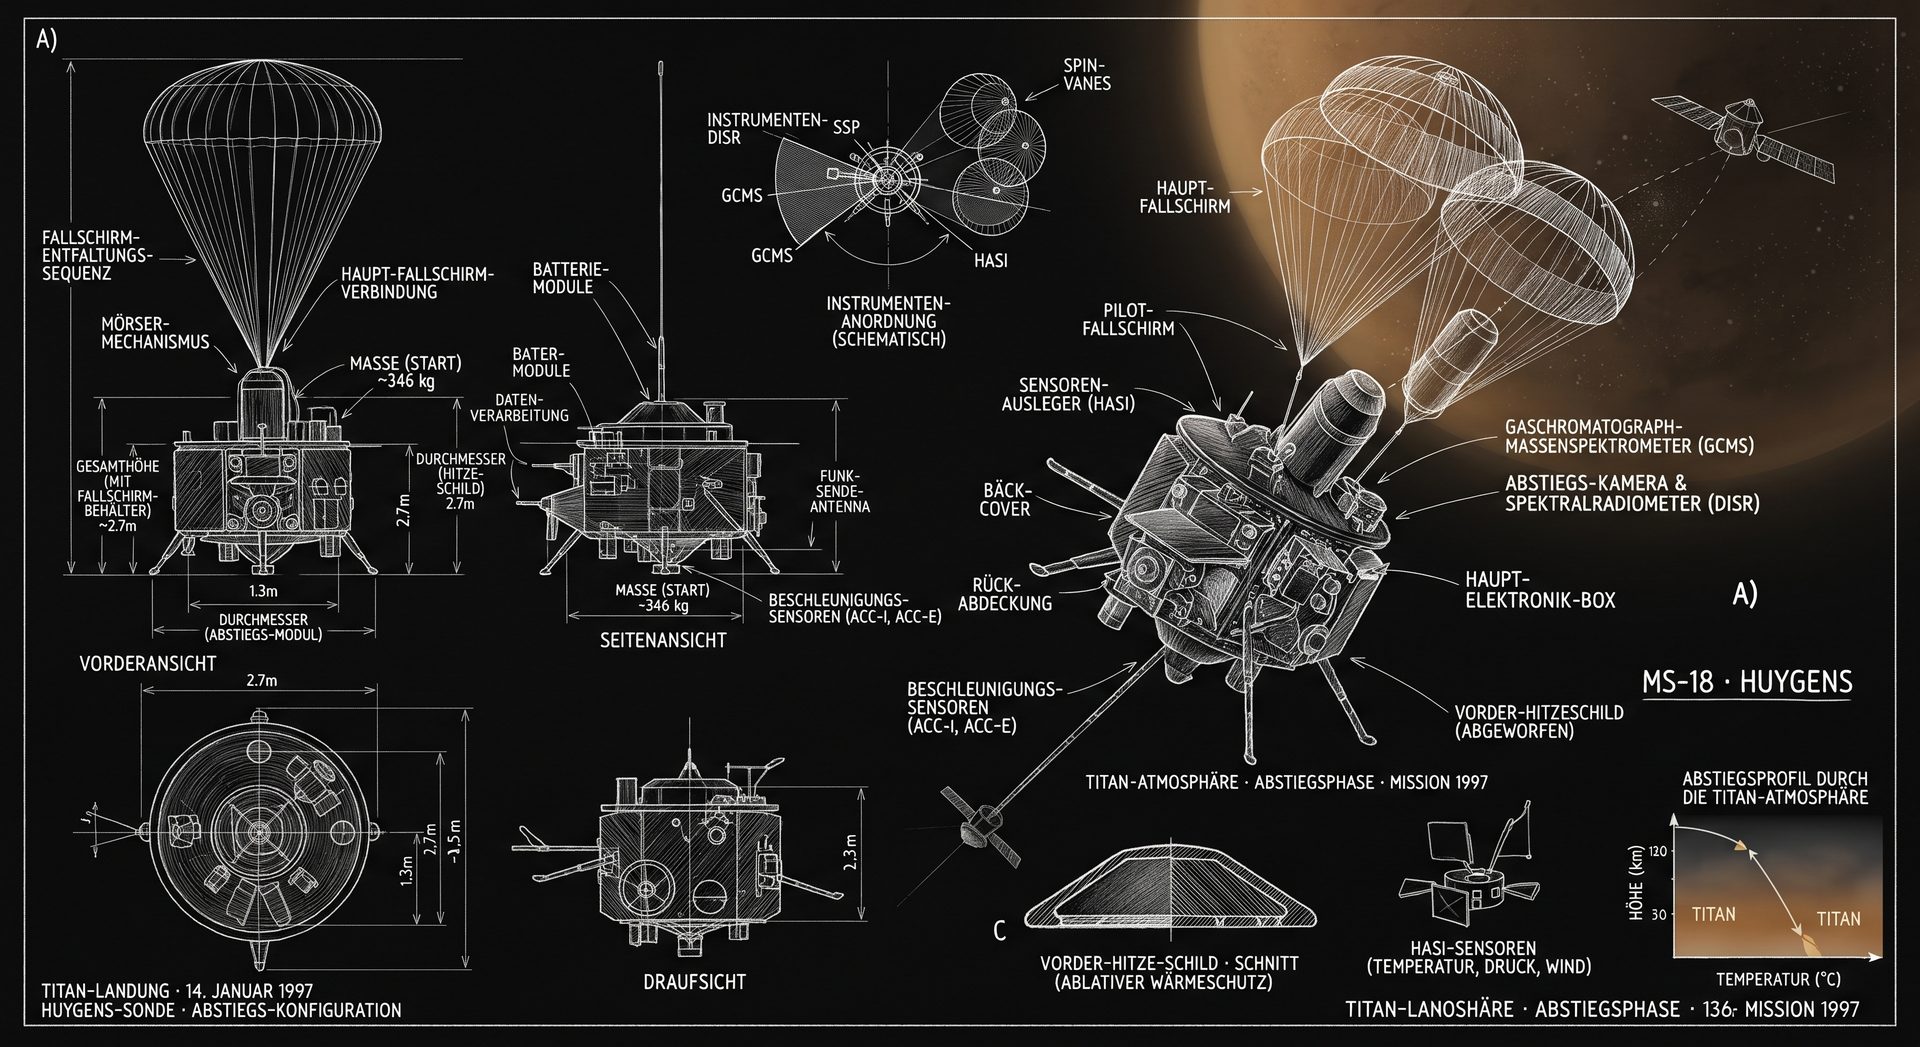 A)
FALLSCHIRM-
ENTFALTUNGS-
SEQUENZ
HAUPT-FALLSCHIRM-
VERBINDUNG
MÖRSER-
MECHANISMUS
MASSE (START)
~346 kg
GESAMTHÖHE
(MIT
FALLSCHIRM-
BEHÄLTER)
~2.7m
2.7m
DURCHMESSER
(HITZE-
SCHILD)
2.7m
1.3m
DURCHMESSER
(ABSTIEGS-MODUL)
VORDERANSICHT
BATTERIE-
MODULE
BATER-
MODULE
DATEN-
VERARBEITUNG
FUNK-
SENDE-
ANTENNA
MASSE (START)
~346 kg
BESCHLEUNIGUNGS-
SENSOREN (ACC-I, ACC-E)
SEITENANSICHT
INSTRUMENTEN-
DISR
SSP
GCMS
GCMS
HASI
SPIN-
VANES
INSTRUMENTEN-
ANORDNUNG
(SCHEMATISCH)
HAUPT-
FALLSCHIRM
PILOT-
FALLSCHIRM
SENSOREN-
AUSLEGER (HASI)
BÄCK-
COVER
RÜCK-
ABDECKUNG
BESCHLEUNIGUNGS-
SENSOREN
(ACC-I, ACC-E)
GASCHROMATOGRAPH-
MASSENSPEKTROMETER (GCMS)
ABSTIEGS-KAMERA &
SPEKTRALRADIOMETER (DISR)
HAUPT-
ELEKTRONIK-BOX
A)
MS-18 · HUYGENS
VORDER-HITZESCHILD
(ABGEWORFEN)
TITAN-ATMOSPHÄRE · ABSTIEGSPHASE · MISSION 1997
2.7m
1.3m
2,7m
DRAUFSICHT
C
VORDER-HITZE-SCHILD · SCHNITT
(ABLATIVER WÄRMESCHUTZ)
HASI-SENSOREN
(TEMPERATUR, DRUCK, WIND)
ABSTIEGSPROFIL DURCH
DIE TITAN-ATMOSPHÄRE
HÖHE (km)
120
30
TITAN
TITAN
TEMPERATUR (°C)
TITAN-LANDUNG · 14. JANUAR 1997
HUYGENS-SONDE · ABSTIEGS-KONFIGURATION
TITAN-LANOSHÄRE · ABSTIEGSPHASE · MISSION 1997